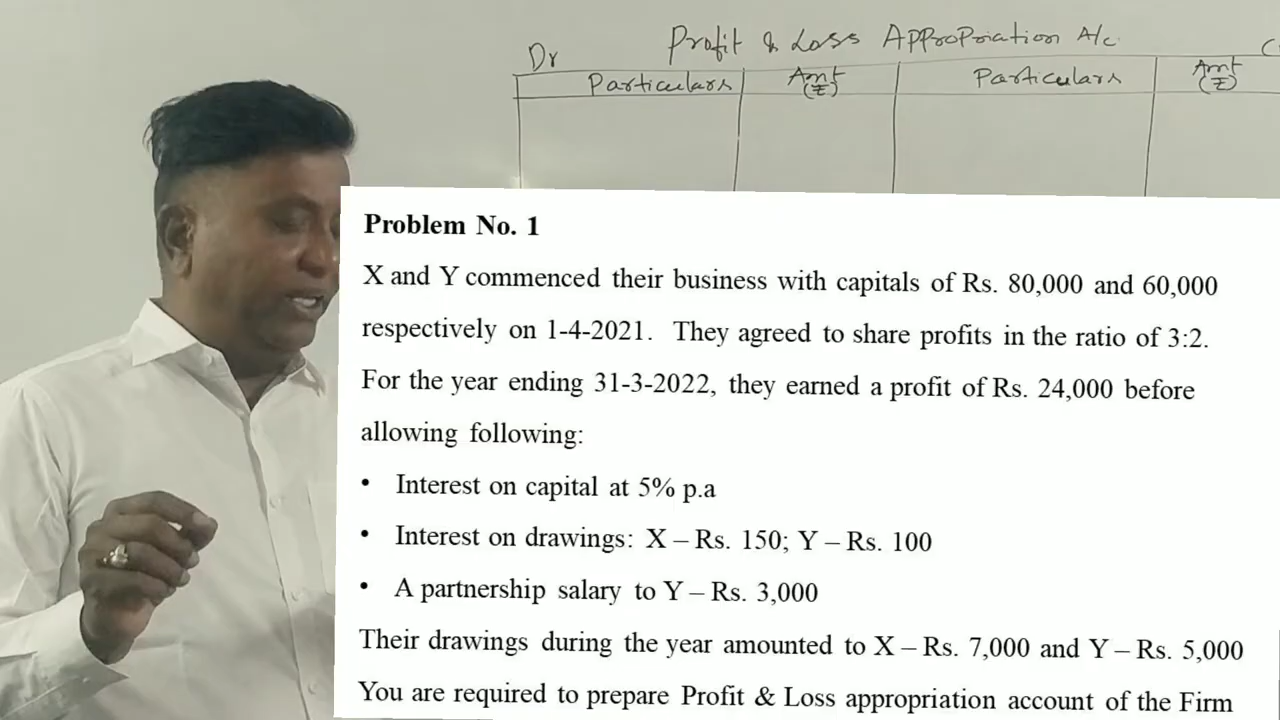 Dr Profit & Loss Appropriation A/c
Particulars Amt (₹) Particulars Amt (₹)
Problem No. 1
X and Y commenced their business with capitals of Rs. 80,000 and 60,000
respectively on 1-4-2021. They agreed to share profits in the ratio of 3:2.
For the year ending 31-3-2022, they earned a profit of Rs. 24,000 before
allowing following:
• Interest on capital at 5% p.a
• Interest on drawings: X – Rs. 150; Y – Rs. 100
• A partnership salary to Y – Rs. 3,000
Their drawings during the year amounted to X – Rs. 7,000 and Y – Rs. 5,000
You are required to prepare Profit & Loss appropriation account of the Firm